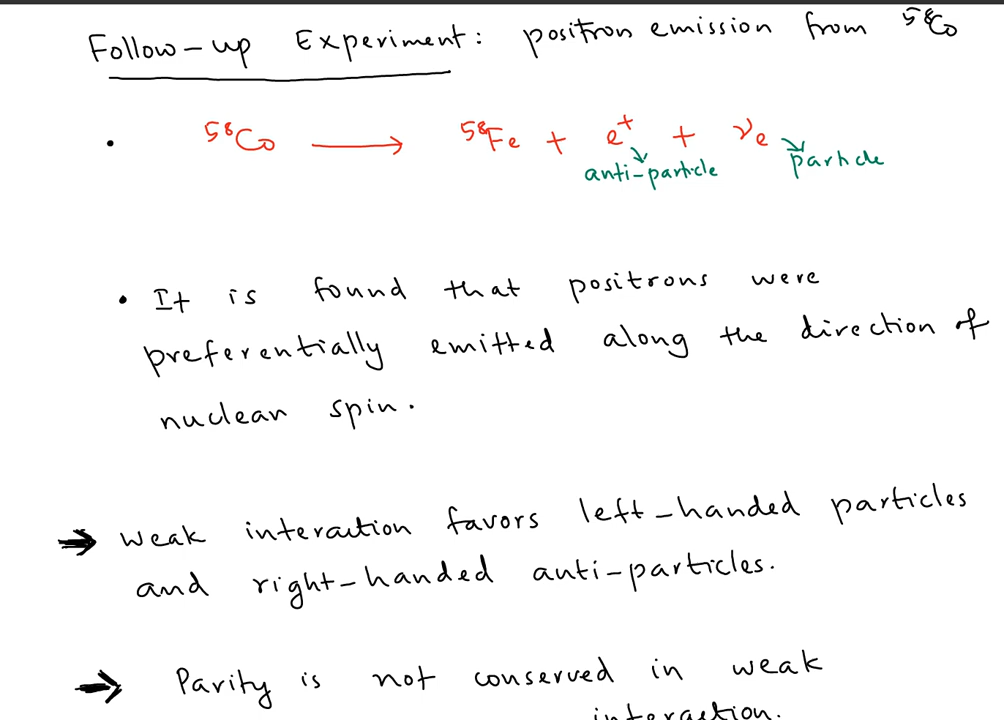 Follow-up Experiment: positron emission from ⁵⁸Co
• ⁵⁸Co → ⁵⁸Fe + e⁺ + νe
anti-particle particle
• It is found that positrons were
preferentially emitted along the direction of
nuclear spin.
→ Weak interaction favors left-handed particles
and right-handed anti-particles.
→ Parity is not conserved in weak
interaction.